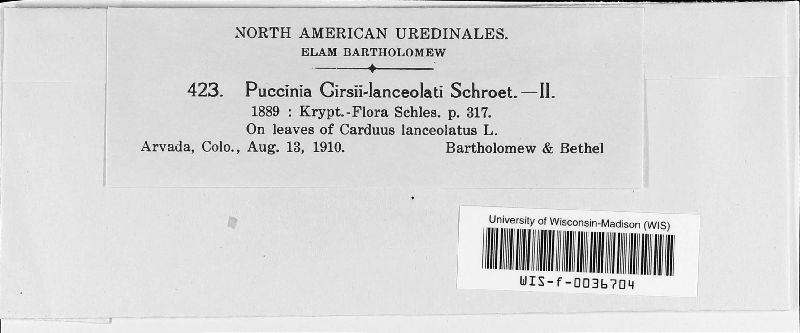 NORTH AMERICAN UREDINALES.
ELAM BARTHOLOMEW
423. Puccinia Cirsii-lanceolati Schroet.—II.
1889 : Krypt.-Flora Schles. p. 317.
On leaves of Carduus lanceolatus L.
Arvada, Colo., Aug. 13, 1910. Bartholomew & Bethel
University of Wisconsin-Madison (WIS)
WIS-f-0036704